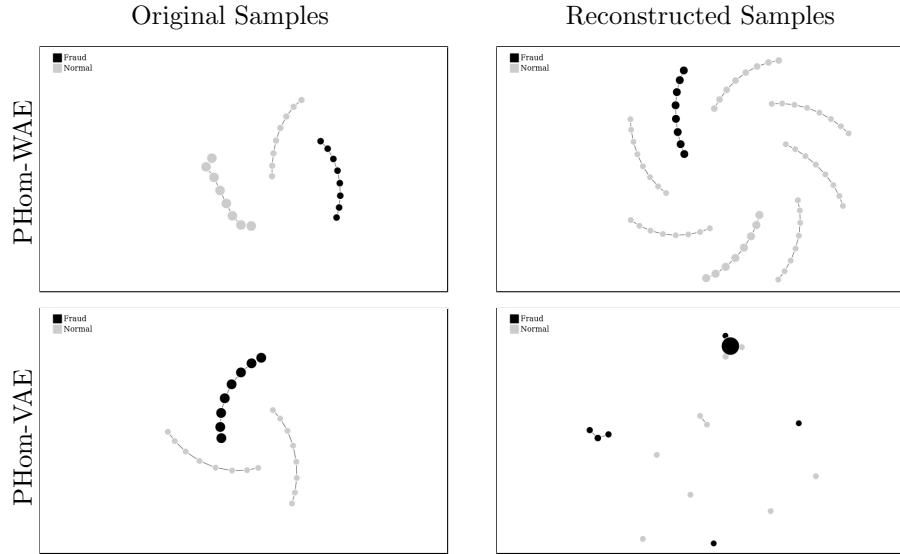 Original Samples
Reconstructed Samples
PHom-WAE
Fraud
Normal
Fraud
Normal
PHom-VAE
Fraud
Normal
Fraud
Normal